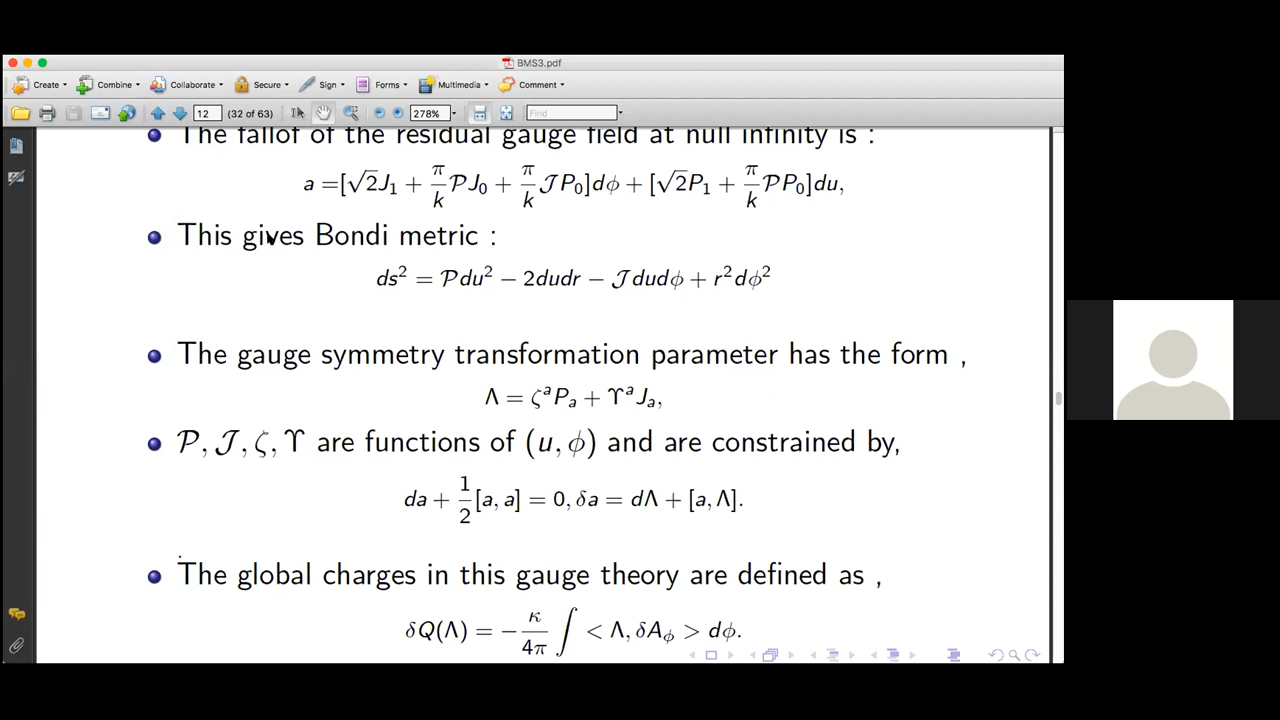 BMS3.pdf
Create Combine Collaborate Secure Sign Forms Multimedia Comment
12 (32 of 63) 278% Find
The fallof of the residual gauge field at null infinity is :
a =[√2J₁ + π/k 𝒫J₀ + π/k 𝒥P₀]dϕ + [√2P₁ + π/k 𝒫P₀]du,
This gives Bondi metric :
ds² = 𝒫du² − 2dudr − 𝒥dudϕ + r²dϕ²
The gauge symmetry transformation parameter has the form ,
Λ = ζᵃPₐ + ϒᵃJₐ,
𝒫, 𝒥, ζ, ϒ are functions of (u, ϕ) and are constrained by,
da + 1/2 [a, a] = 0, δa = dΛ + [a, Λ].
The global charges in this gauge theory are defined as ,
δQ(Λ) = − κ/4π ∫ < Λ, δA_ϕ > dϕ.